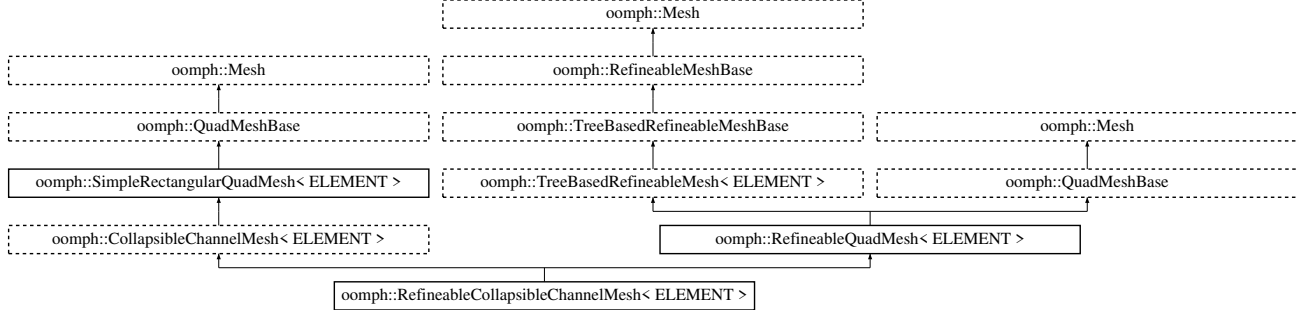 oomph::Mesh
oomph::Mesh
oomph::RefineableMeshBase
oomph::QuadMeshBase
oomph::TreeBasedRefineableMeshBase
oomph::Mesh
oomph::SimpleRectangularQuadMesh< ELEMENT >
oomph::TreeBasedRefineableMesh< ELEMENT >
oomph::QuadMeshBase
oomph::CollapsibleChannelMesh< ELEMENT >
oomph::RefineableQuadMesh< ELEMENT >
oomph::RefineableCollapsibleChannelMesh< ELEMENT >